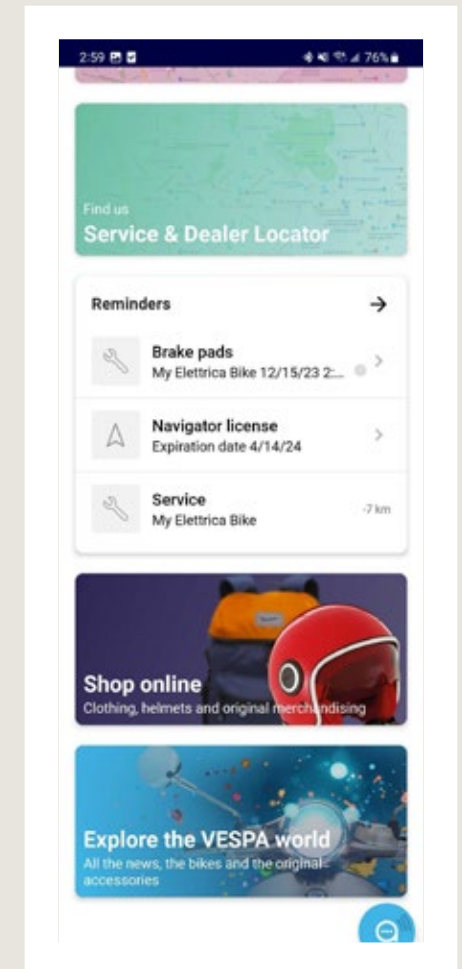 2:59 76%
Find us
Service & Dealer Locator
Reminders
Brake pads
My Elettrica Bike 12/15/23 2:...
Navigator license
Expiration date 4/14/24
Service
My Elettrica Bike
-7 km
Shop online
Clothing, helmets and original merchandising
Explore the VESPA world
All the news, the bikes and the original
accessories